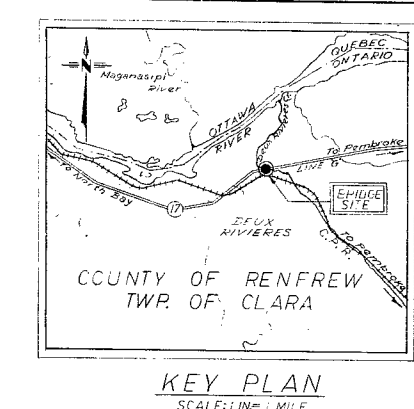 N
Maganasipi
River
QUEBEC
ONTARIO
OTTAWA
RIVER
To Pembroke
LINE
BRIDGE
SITE
To North Bay
17
DEUX
RIVIERES
C.P.R.
To Pembroke
COUNTY OF RENFREW
TWP. OF CLARA
KEY PLAN
SCALE: 1 IN = 1 MILE